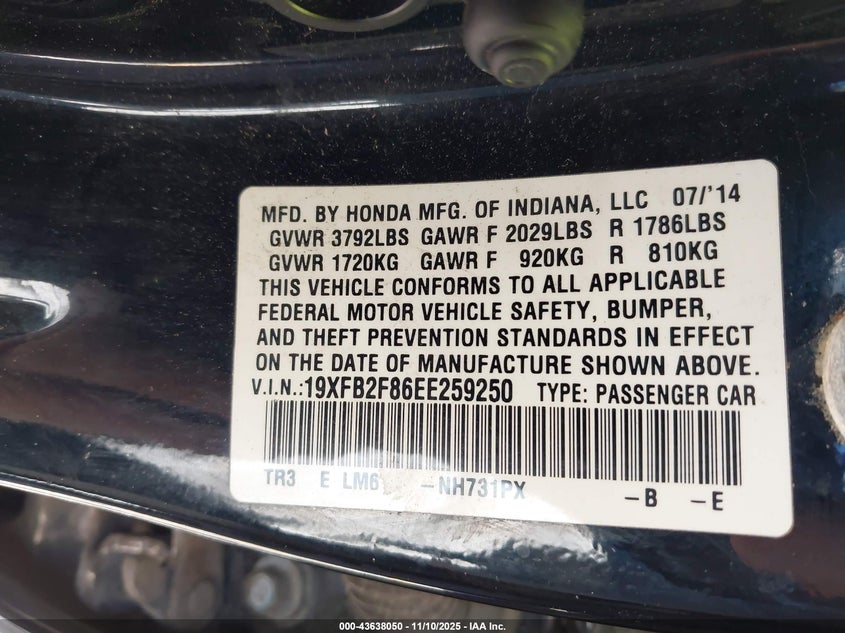 MFD. BY HONDA MFG. OF INDIANA, LLC 07/'14
GVWR 3792LBS GAWR F 2029LBS R 1786LBS
GVWR 1720KG GAWR F 920KG R 810KG
THIS VEHICLE CONFORMS TO ALL APPLICABLE
FEDERAL MOTOR VEHICLE SAFETY, BUMPER,
AND THEFT PREVENTION STANDARDS IN EFFECT
ON THE DATE OF MANUFACTURE SHOWN ABOVE.
V.I.N.:19XFB2F86EE259250 TYPE: PASSENGER CAR
TR3 E LM6 -NH731PX -B -E
000-43638050 - 11/10/2025 - IAA Inc.